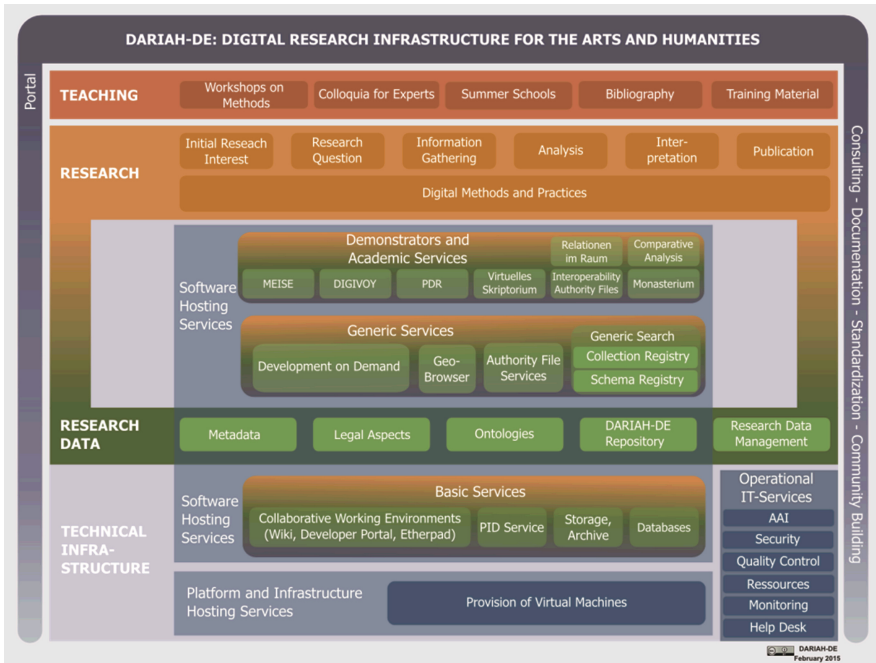 DARIAH-DE: DIGITAL RESEARCH INFRASTRUCTURE FOR THE ARTS AND HUMANITIES
Portal
TEACHING
Workshops on
Methods
Colloquia for Experts
Summer Schools
Bibliography
Training Material
RESEARCH
Initial Reseach
Interest
Research
Question
Information
Gathering
Analysis
Inter-
pretation
Publication
Digital Methods and Practices
Software
Hosting
Services
Demonstrators and
Academic Services
Relationen
im Raum
Comparative
Analysis
MEISE
DIGIVOY
PDR
Virtuelles
Skriptorium
Interoperability
Authority Files
Monasterium
Generic Services
Development on Demand
Geo-
Browser
Authority File
Services
Generic Search
Collection Registry
Schema Registry
RESEARCH
DATA
Metadata
Legal Aspects
Ontologies
DARIAH-DE
Repository
Research Data
Management
TECHNICAL
INFRA-
STRUCTURE
Software
Hosting
Services
Basic Services
Collaborative Working Environments
(Wiki, Developer Portal, Etherpad)
PID Service
Storage,
Archive
Databases
Platform and Infrastructure
Hosting Services
Provision of Virtual Machines
Operational
IT-Services
AAI
Security
Quality Control
Ressources
Monitoring
Help Desk
Consulting - Documentation - Standardization - Community Building
DARIAH-DE
February 2015